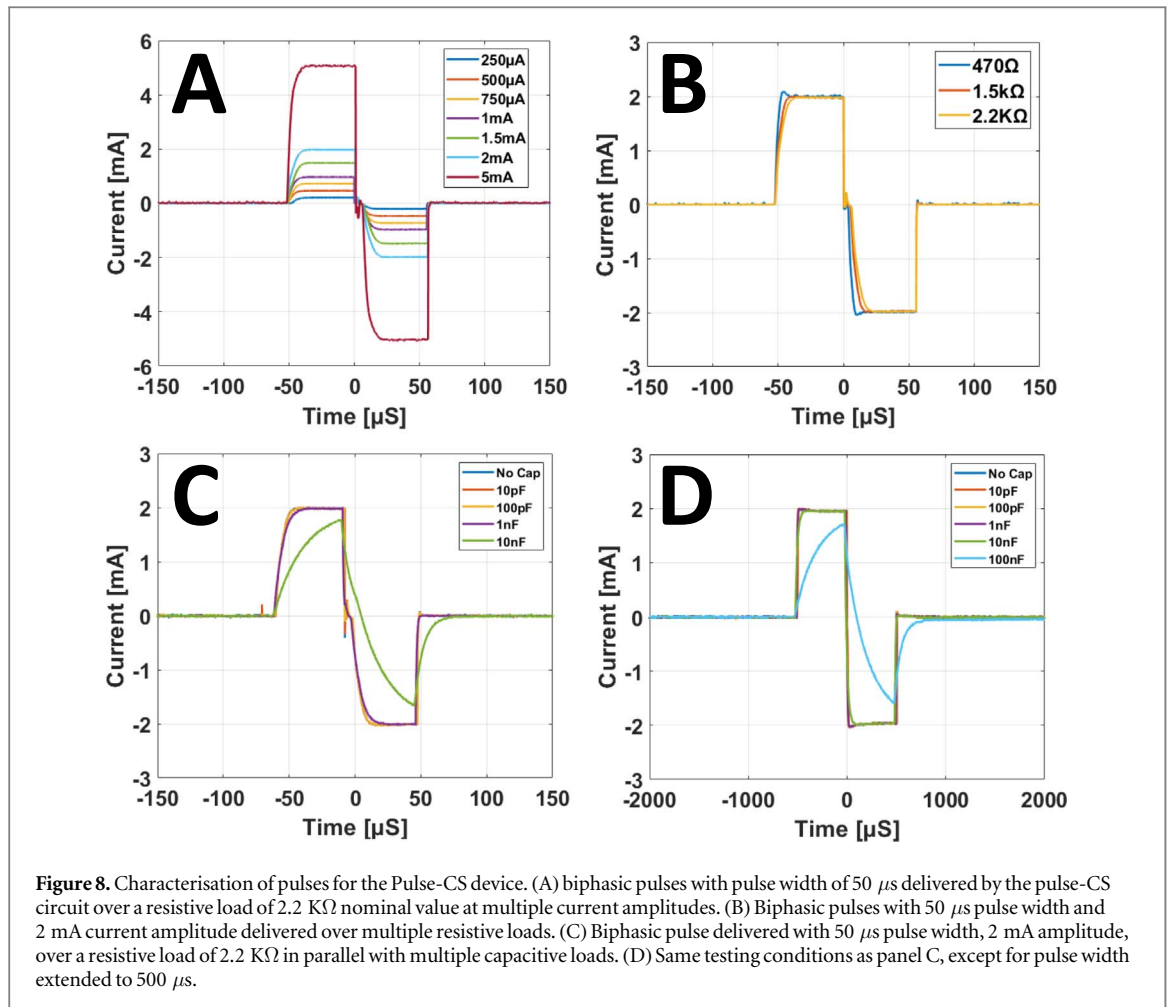 A
6
4
2
0
-2
-4
-6
Current [mA]
-150 -100 -50 0 50 100 150
Time [µS]
250µA
500µA
750µA
1mA
1.5mA
2mA
5mA
B
3
2
1
0
-1
-2
-3
Current [mA]
-150 -100 -50 0 50 100 150
Time [µS]
470Ω
1.5kΩ
2.2KΩ
C
3
2
1
0
-1
-2
-3
Current [mA]
-150 -100 -50 0 50 100 150
Time [µS]
No Cap
10pF
100pF
1nF
10nF
D
3
2
1
0
-1
-2
-3
Current [mA]
-2000 -1000 0 1000 2000
Time [µS]
No Cap
10pF
100pF
1nF
10nF
100nF
Figure 8. Characterisation of pulses for the Pulse-CS device. (A) biphasic pulses with pulse width of 50 µs delivered by the pulse-CS
circuit over a resistive load of 2.2 KΩ nominal value at multiple current amplitudes. (B) Biphasic pulses with 50 µs pulse width and
2 mA current amplitude delivered over multiple resistive loads. (C) Biphasic pulse delivered with 50 µs pulse width, 2 mA amplitude,
over a resistive load of 2.2 KΩ in parallel with multiple capacitive loads. (D) Same testing conditions as panel C, except for pulse width
extended to 500 µs.